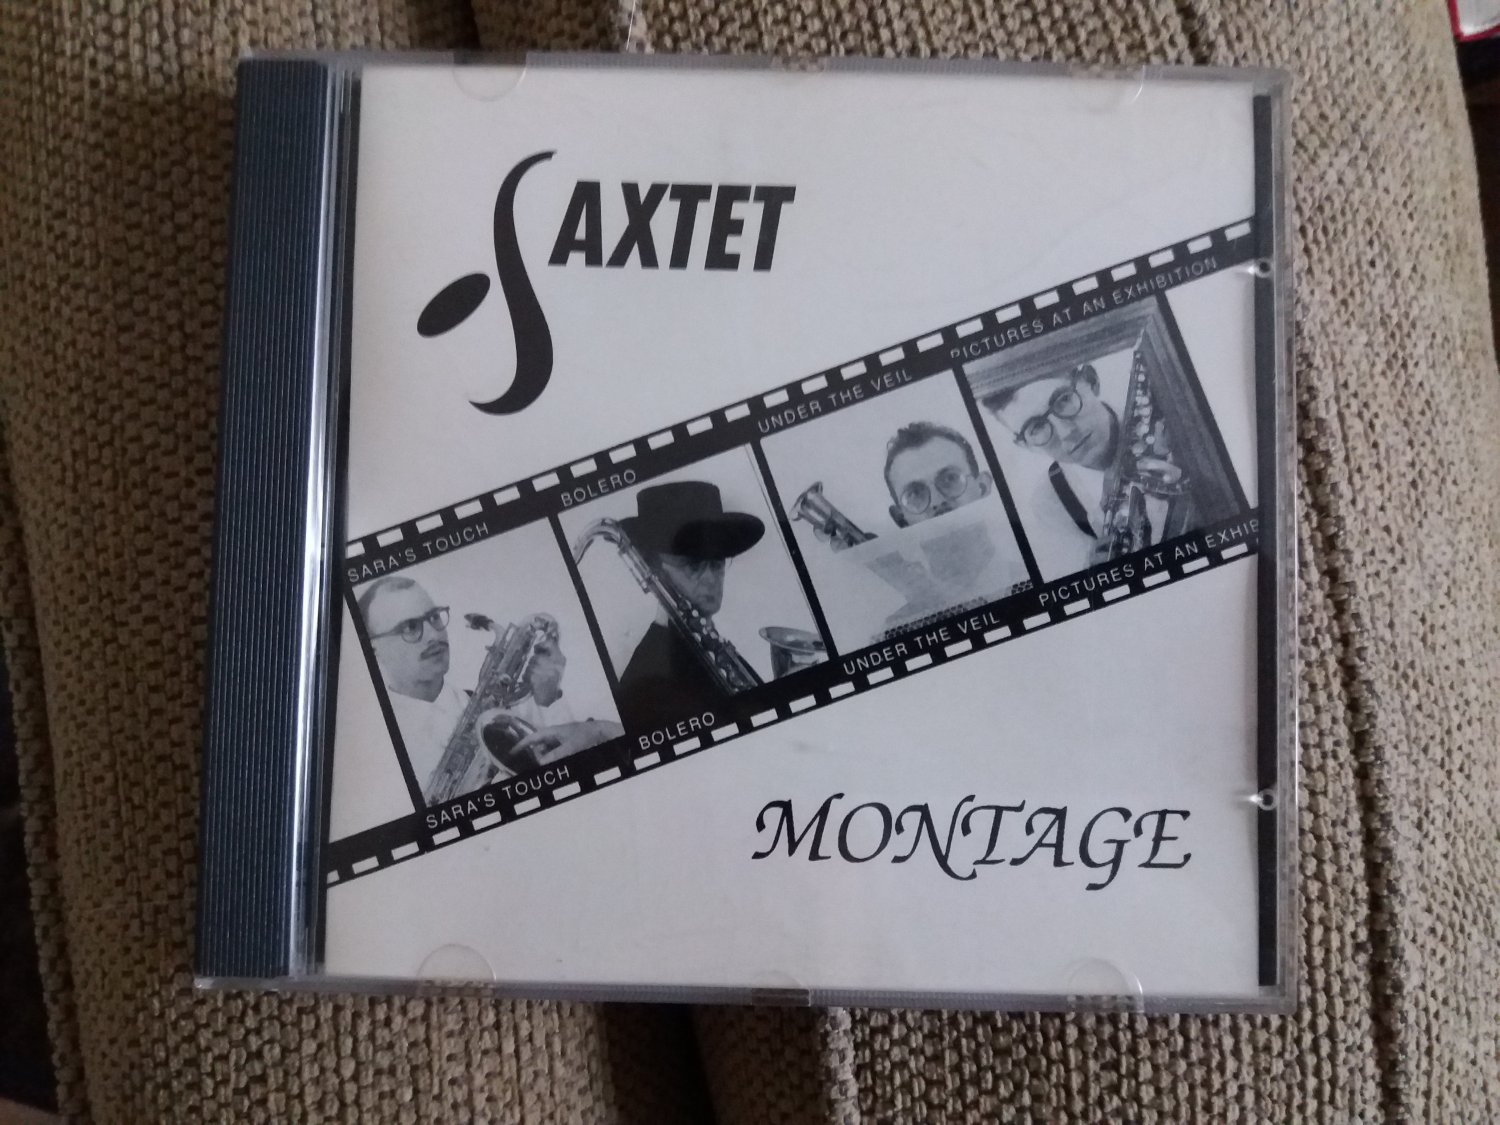 SAXTET
SARA'S TOUCH
BOLERO
UNDER THE VEIL
PICTURES AT AN EXHIBITION
SARA'S TOUCH
BOLERO
UNDER THE VEIL
PICTURES AT AN EXHIB
MONTAGE